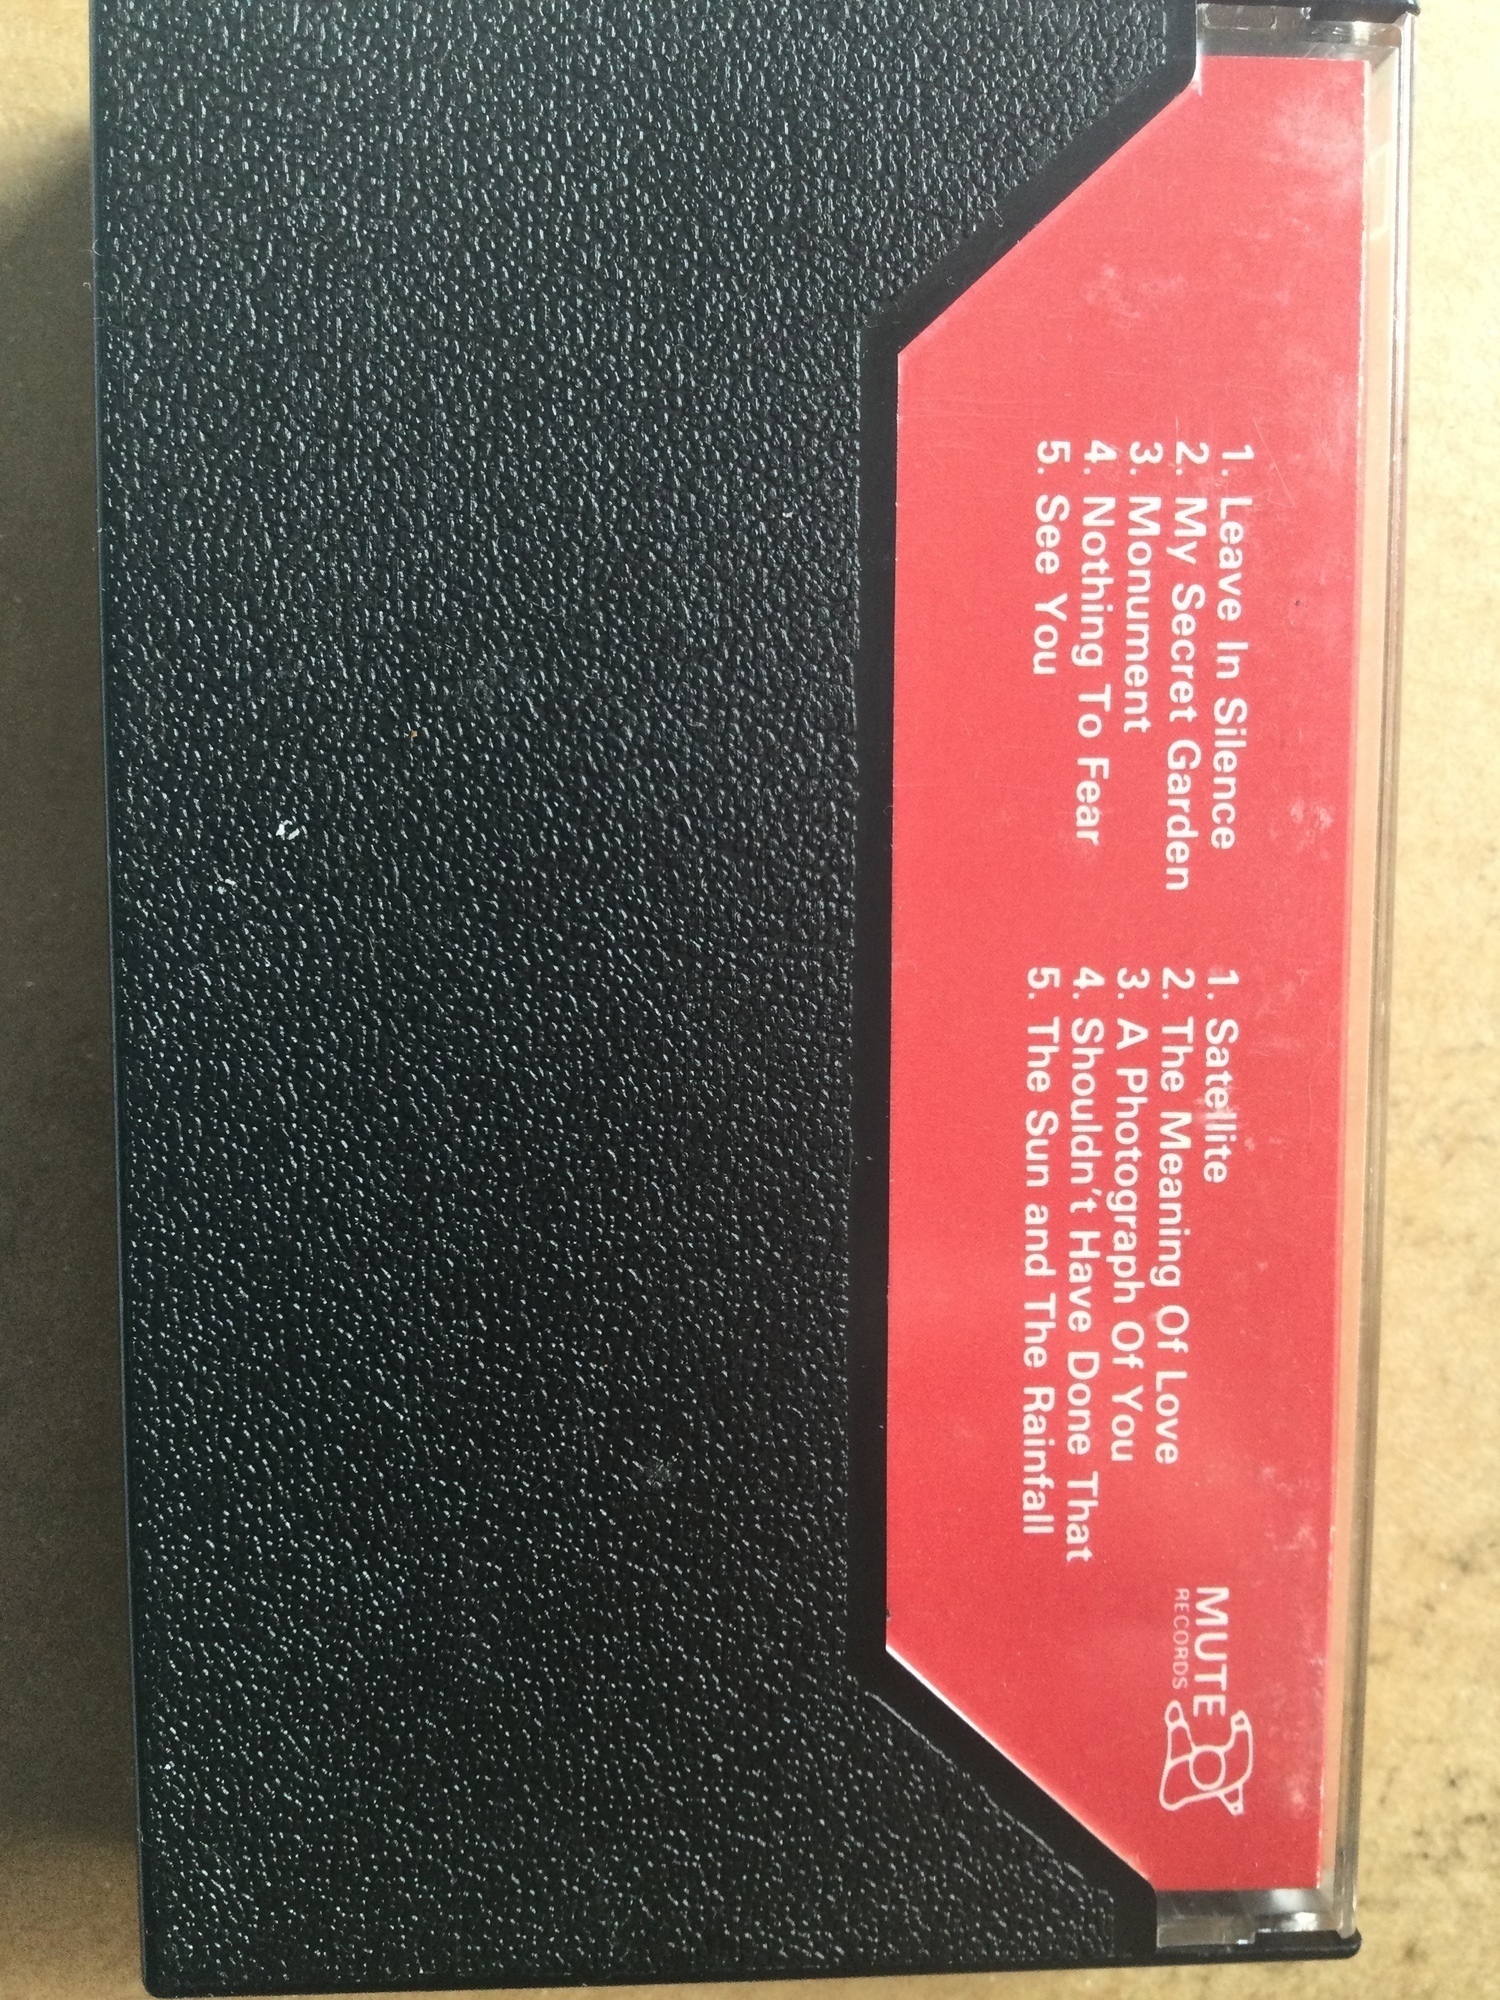 1. Leave In Silence
2. My Secret Garden
3. Monument
4. Nothing To Fear
5. See You
1. Satellite
2. The Meaning Of Love
3. A Photograph Of You
4. Shouldn't Have Done That
5. The Sun and The Rainfall
MUTE
RECORDS